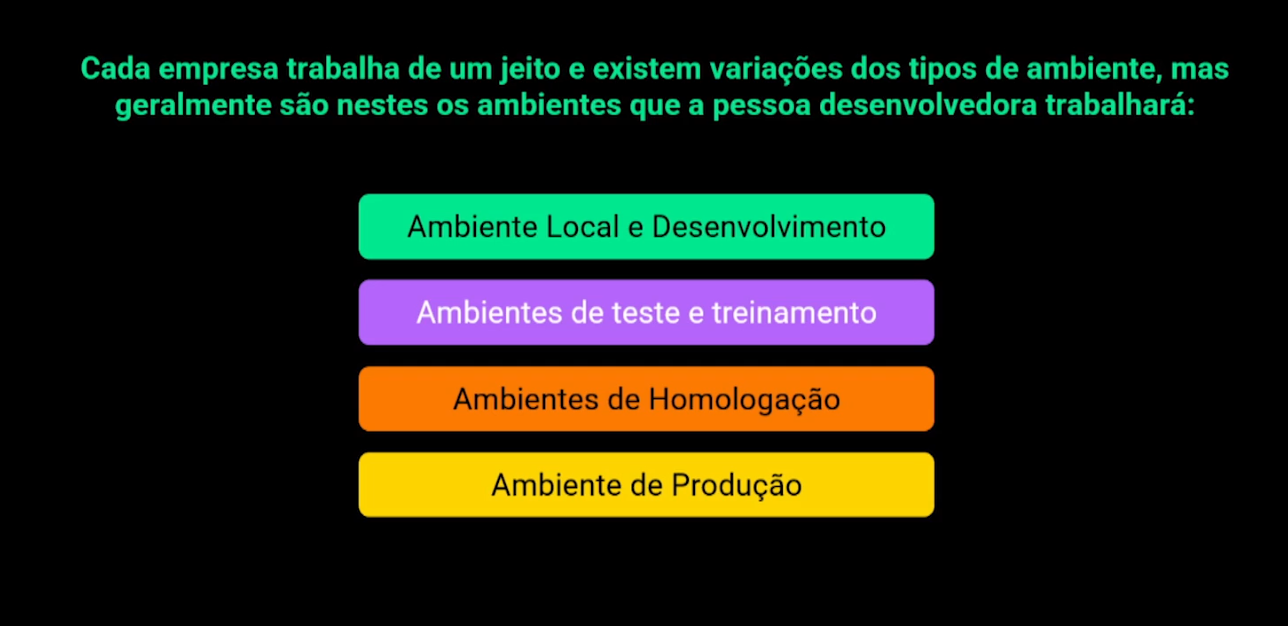 Cada empresa trabalha de um jeito e existem variações dos tipos de ambiente, mas
geralmente são nestes os ambientes que a pessoa desenvolvedora trabalhará:
Ambiente Local e Desenvolvimento
Ambientes de teste e treinamento
Ambientes de Homologação
Ambiente de Produção